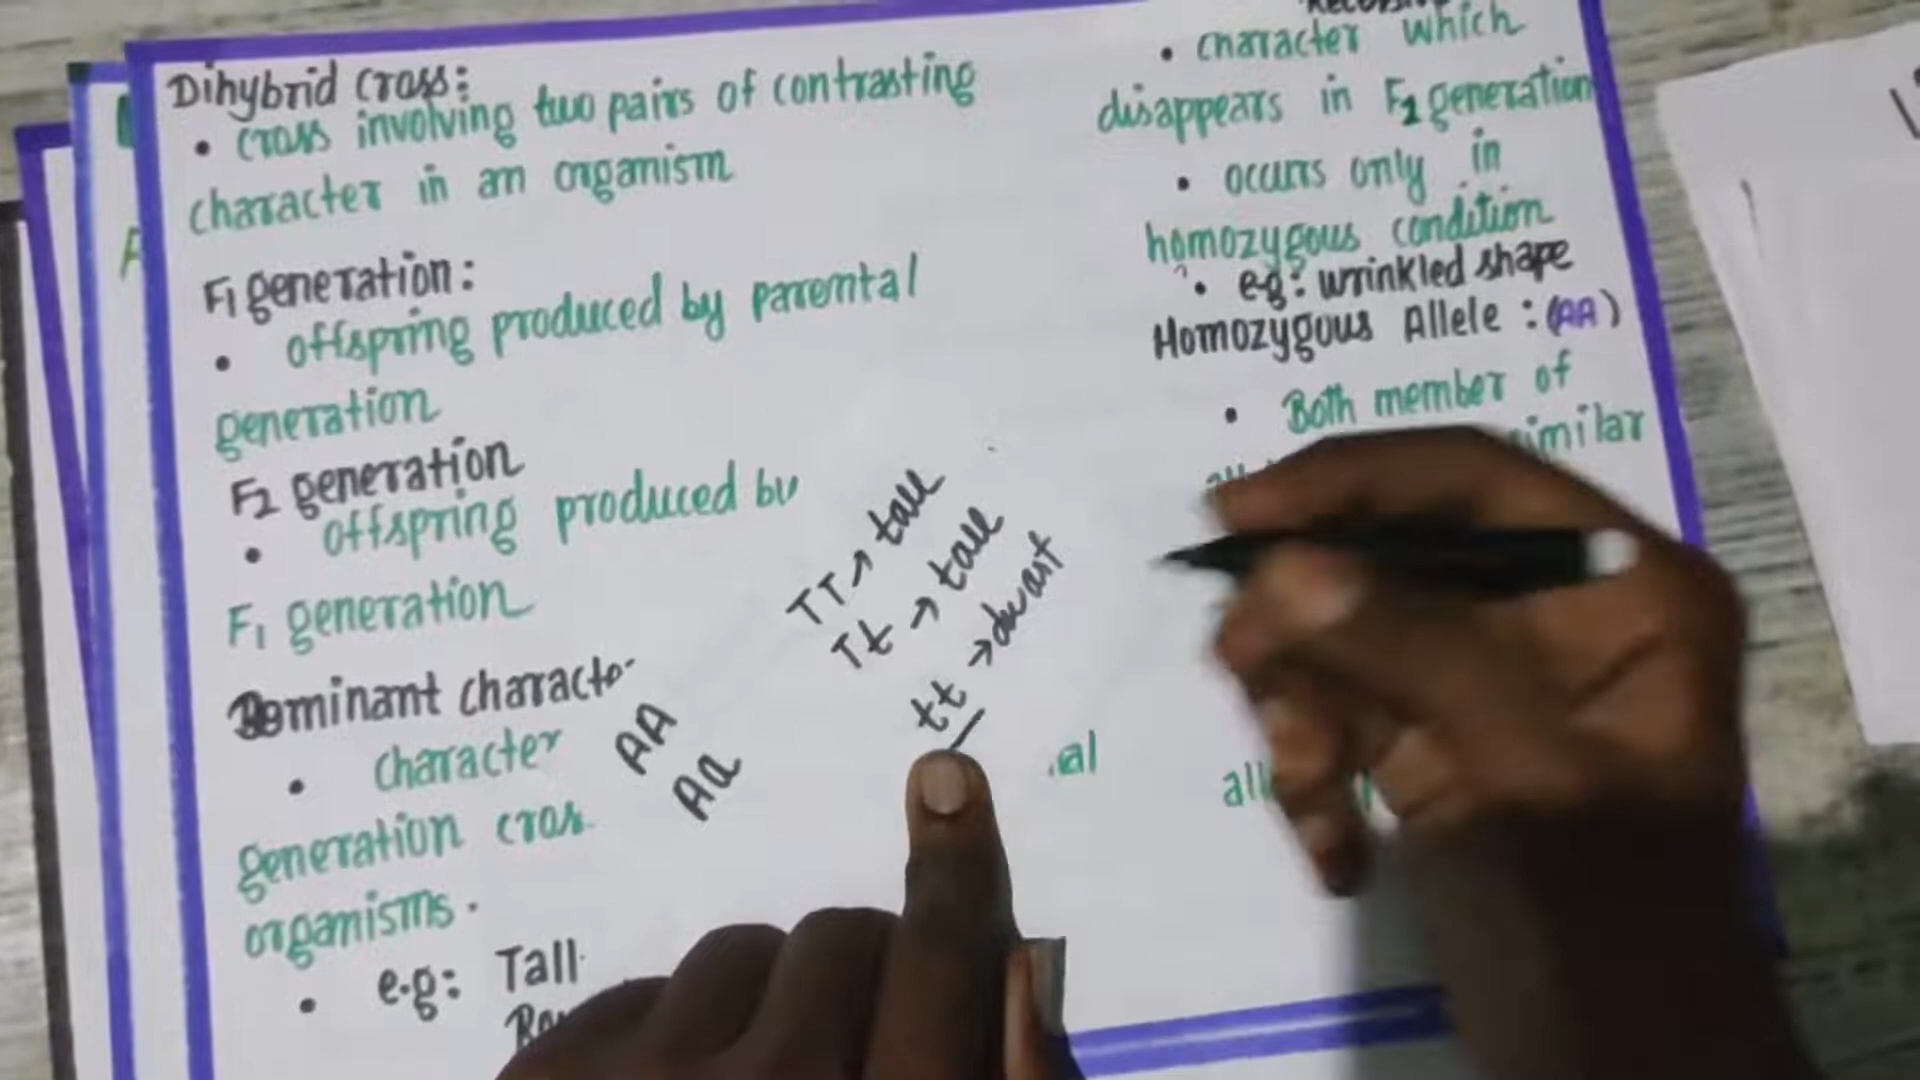 Dihybrid Cross:
• Cross involving two pairs of contrasting
character in an organism
F1 generation:
• offspring produced by parental
generation
F2 generation
• offspring produced by
F1 generation
Dominant characte
• Character
generation cros
organisms.
• e.g: Tall
AA
Aa
TT → tall
Tt → tall
tt → dwarf
al
Recessive
• character which
disappears in F1 generation
• occurs only in
homozygous condition
• e.g: wrinkled shape
Homozygous Allele : (AA)
• Both member of
similar
all